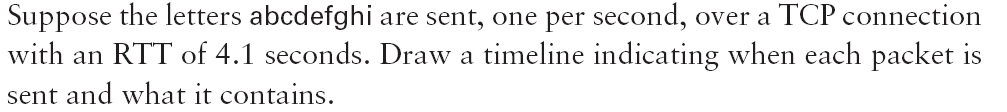 Suppose the letters abcdefghi are sent, one per second, over a TCP connection
with an RTT of 4.1 seconds. Draw a timeline indicating when each packet is
sent and what it contains.